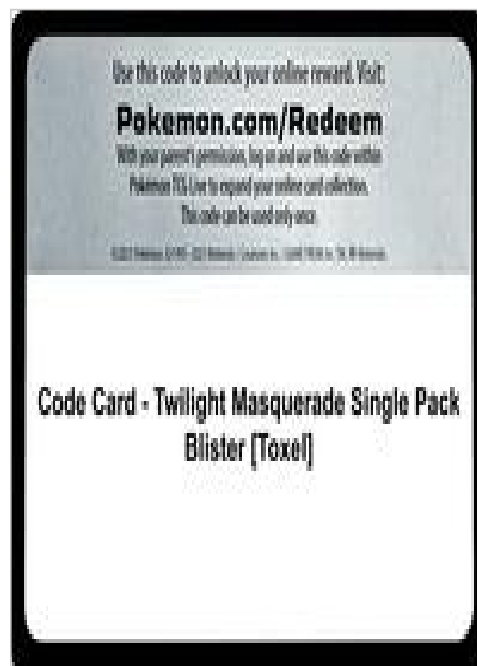 Use this code to unlock your online reward. Visit:
Pokemon.com/Redeem
With your parent's permission, log on and use this code within
Pokémon TCG Live to expand your online card collection.
This code can be used only once.
Code Card - Twilight Masquerade Single Pack
Blister [Toxel]